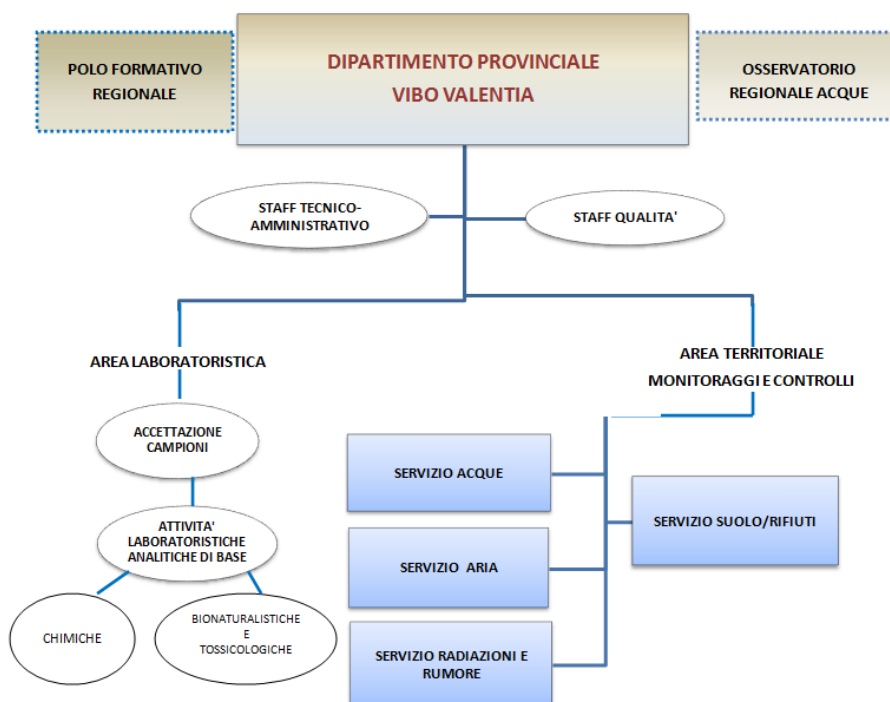 POLO FORMATIVO
REGIONALE
DIPARTIMENTO PROVINCIALE
VIBO VALENTIA
OSSERVATORIO
REGIONALE ACQUE
STAFF TECNICO-
AMMINISTRATIVO
STAFF QUALITA'
AREA LABORATORISTICA
AREA TERRITORIALE
MONITORAGGI E CONTROLLI
ACCETTAZIONE
CAMPIONI
ATTIVITA'
LABORATORISTICHE
ANALITICHE DI BASE
CHIMICHE
BIONATURALISTICHE
E
TOSSICOLOGICHE
SERVIZIO ACQUE
SERVIZIO SUOLO/RIFIUTI
SERVIZIO ARIA
SERVIZIO RADIAZIONI E
RUMORE